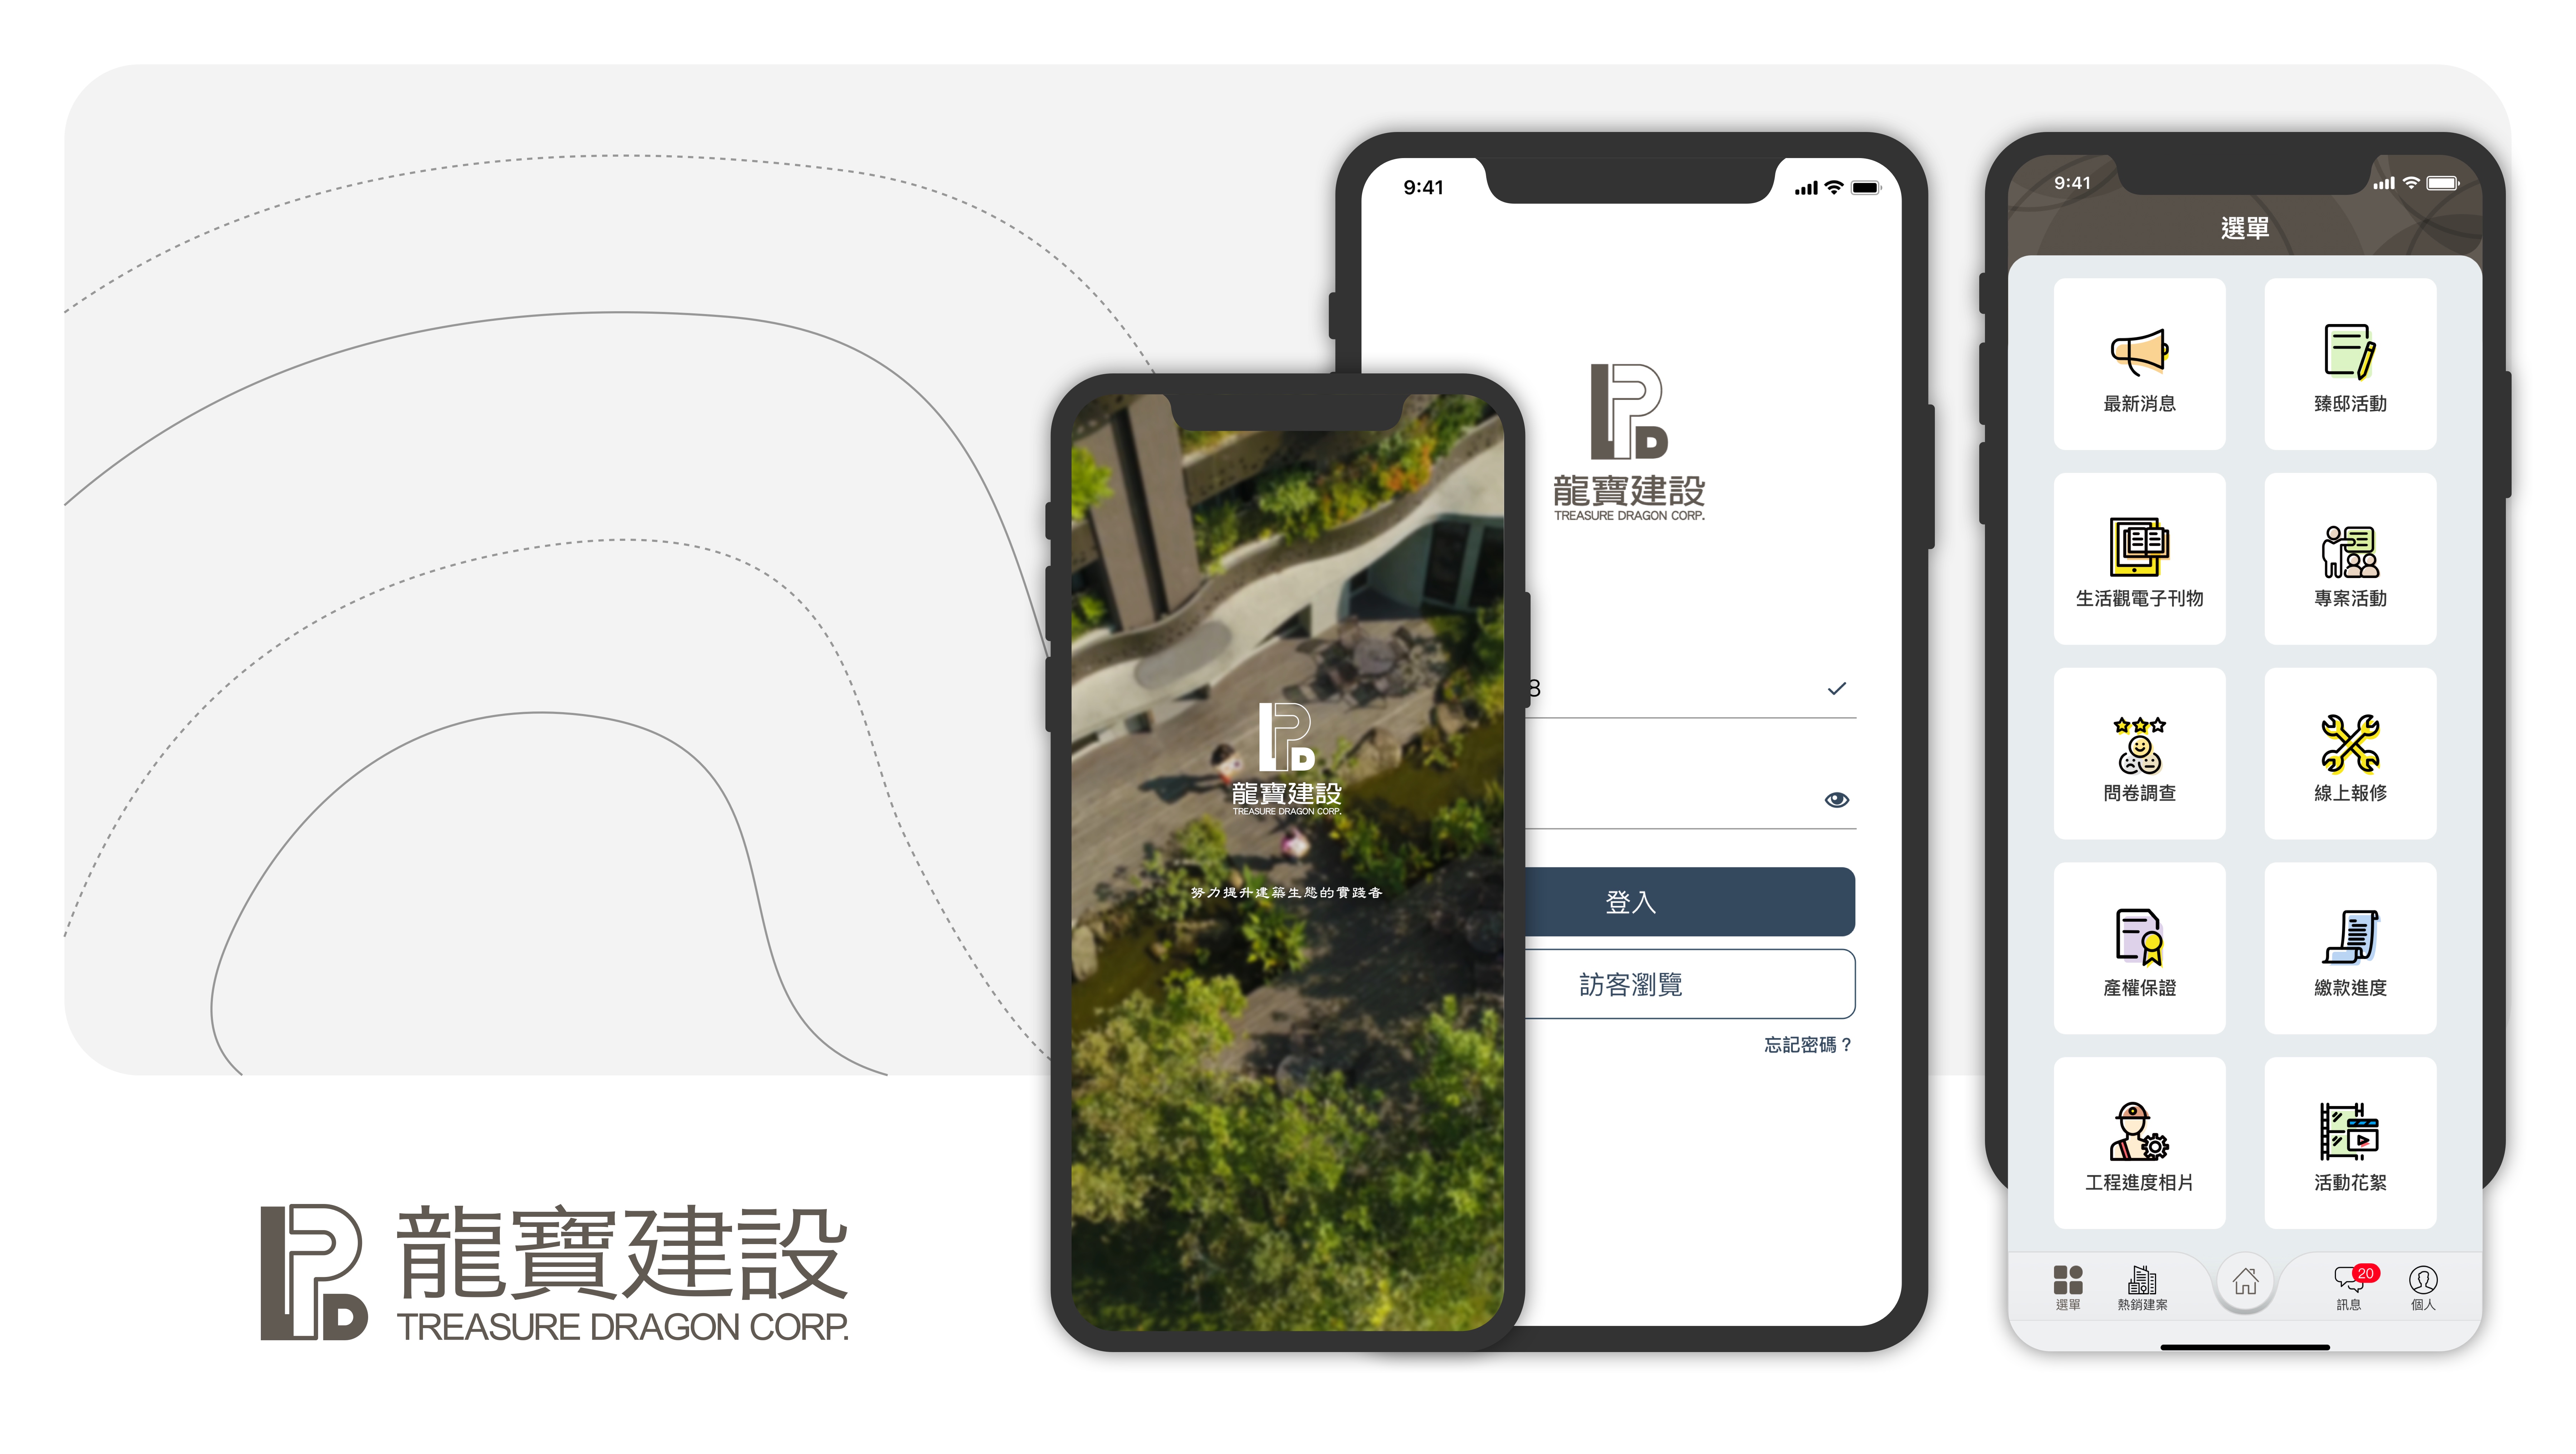 龍寶建設
TREASURE DRAGON CORP.
龍寶建設
TREASURE DRAGON CORP.
努力提升建築生態的實踐者
9:41
龍寶建設
TREASURE DRAGON CORP.
8
登入
訪客瀏覽
忘記密碼？
9:41
選單
最新消息
臻邸活動
生活觀電子刊物
專案活動
問卷調查
線上報修
產權保證
繳款進度
工程進度相片
活動花絮
選單
熱銷建案
20
訊息
個人